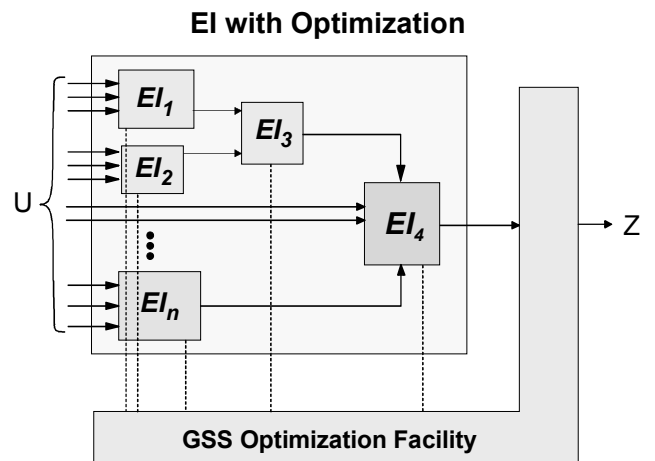 EI with Optimization
EI1
EI3
EI2
U
EI4
Z
EIn
GSS Optimization Facility